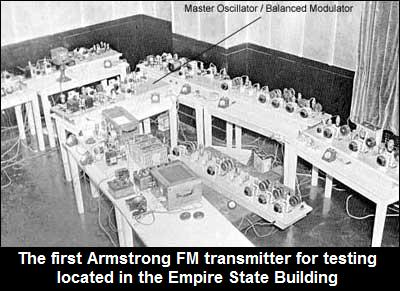 Master Oscillator / Balanced Modulator
The first Armstrong FM transmitter for testing
located in the Empire State Building